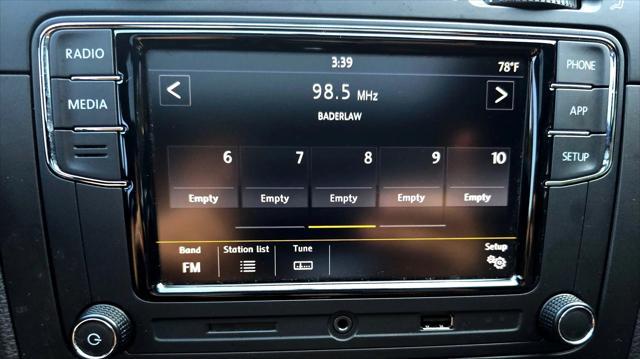 RADIO
MEDIA
PHONE
APP
SETUP
3:39
78°F
98.5 MHz
BADERLAW
6 7 8 9 10
Empty Empty Empty Empty Empty
Band Station list Tune Setup
FM